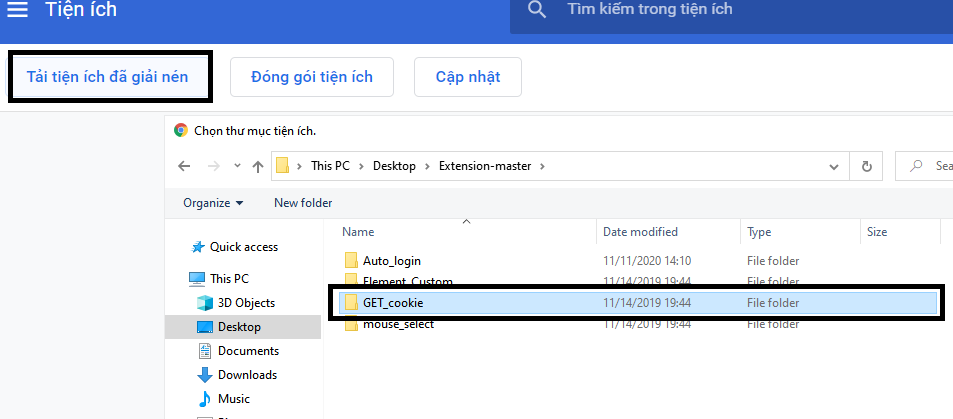 Tiện ích
Tìm kiếm trong tiện ích
Tải tiện ích đã giải nén
Đóng gói tiện ích
Cập nhật
Chọn thư mục tiện ích.
This PC > Desktop > Extension-master >
Organize
New folder
Name Date modified Type Size
Quick access
This PC
3D Objects
Desktop
Documents
Downloads
Music
Auto_login 11/11/2020 14:10 File folder
Element_Custom 11/14/2019 19:44 File folder
GET_cookie 11/14/2019 19:44 File folder
mouse_select 11/14/2019 19:44 File folder